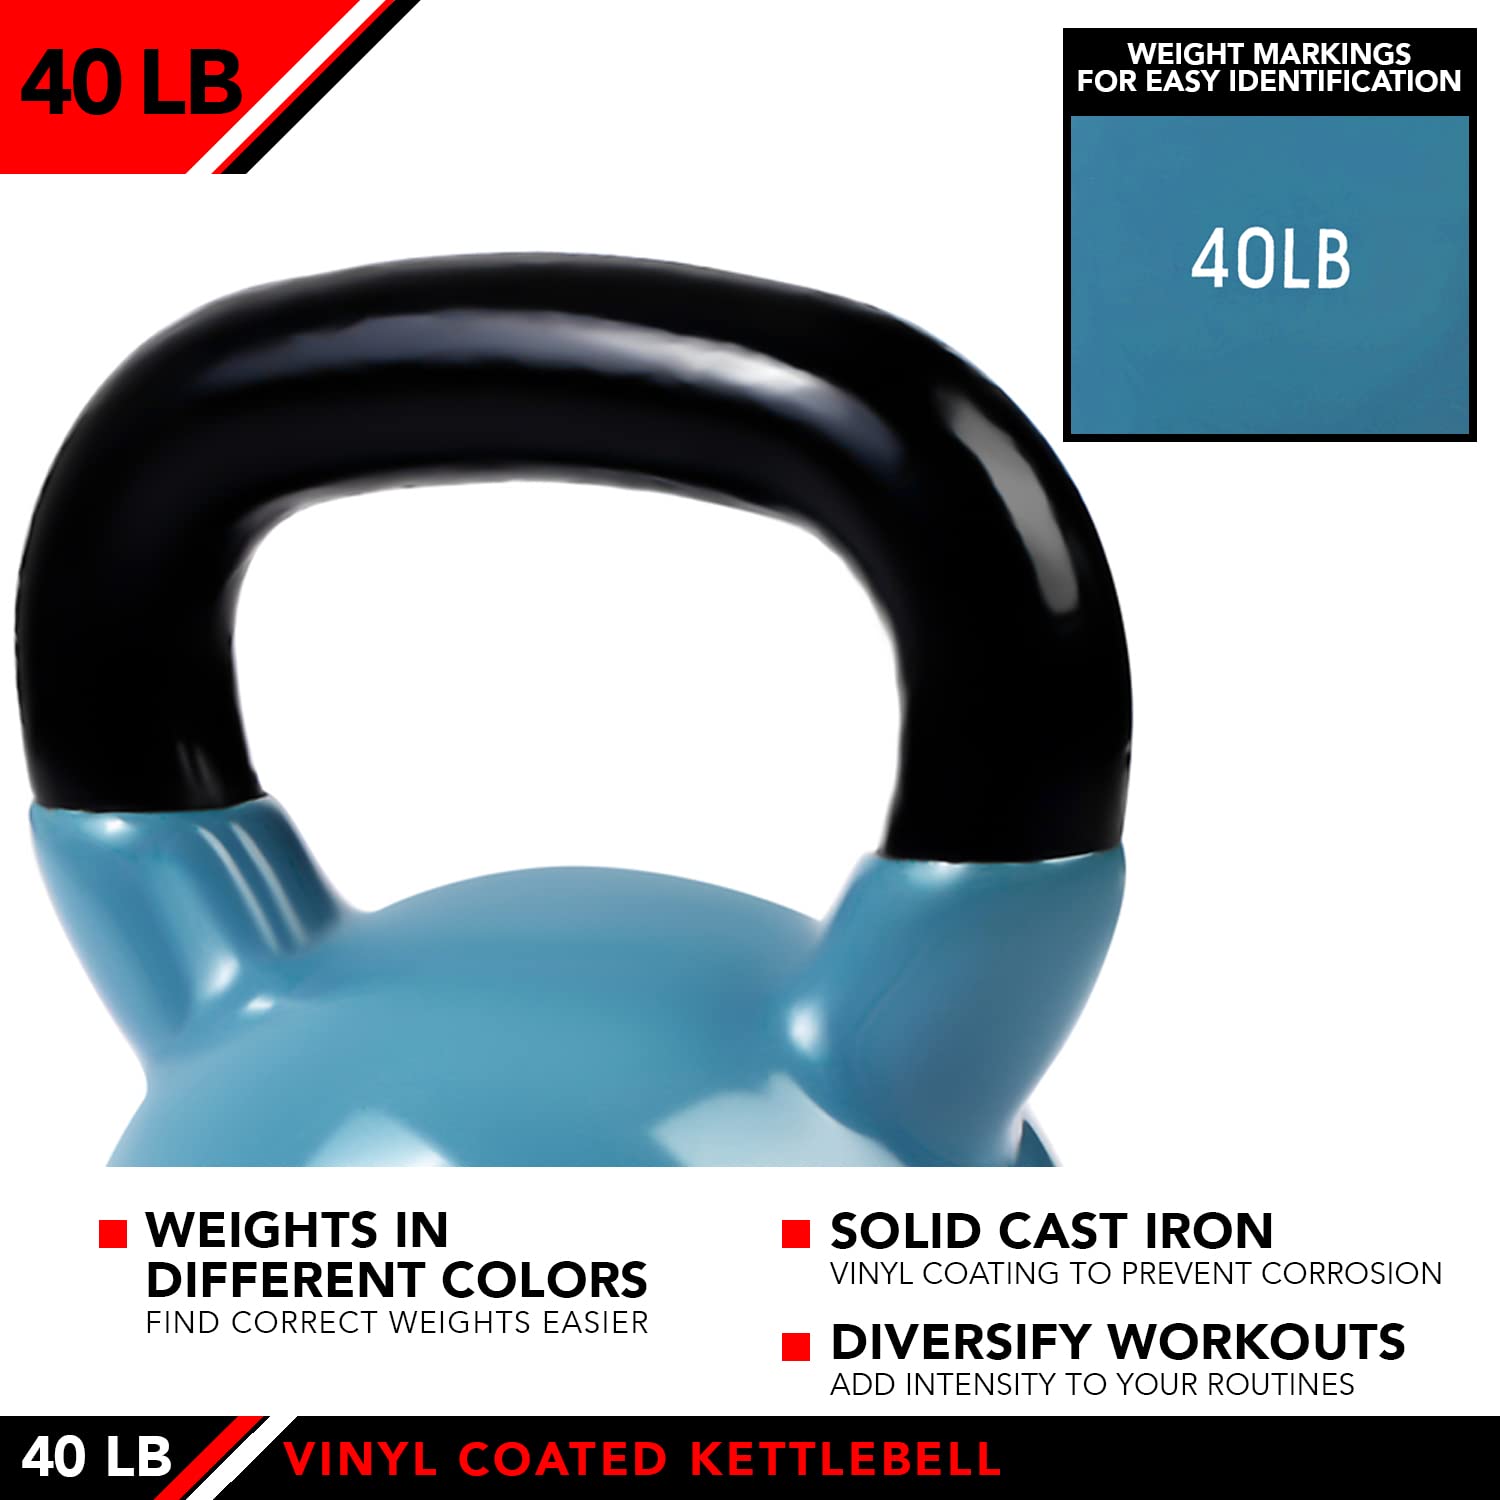 40 LB
WEIGHT MARKINGS
FOR EASY IDENTIFICATION
40LB
WEIGHTS IN
DIFFERENT COLORS
FIND CORRECT WEIGHTS EASIER
SOLID CAST IRON
VINYL COATING TO PREVENT CORROSION
DIVERSIFY WORKOUTS
ADD INTENSITY TO YOUR ROUTINES
40 LB
VINYL COATED KETTLEBELL